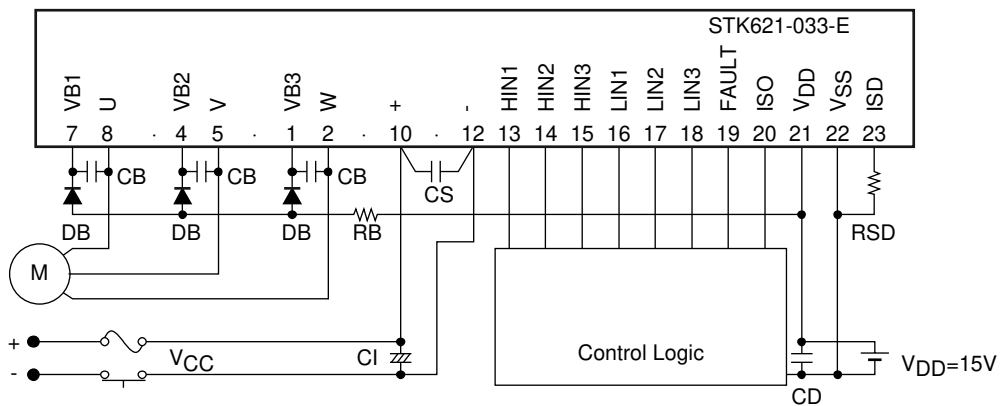 STK621-033-E
VB1 U VB2 V VB3 W + - HIN1 HIN2 HIN3 LIN1 LIN2 LIN3 FAULT ISO VDD VSS ISD
7 8 · 4 5 · 1 2 · 10 · 12 13 14 15 16 17 18 19 20 21 22 23
CB CB CB CS
DB DB DB RB RSD
M
+ VCC CI Control Logic VDD=15V
-
CD